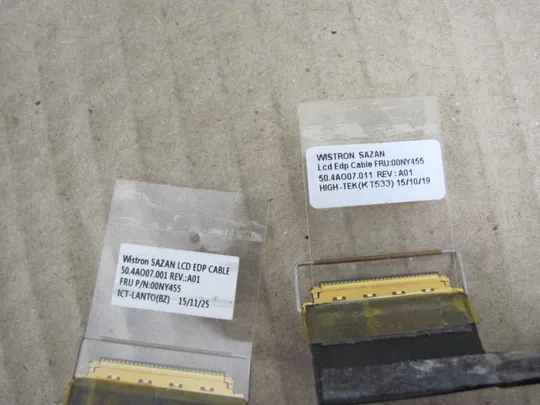 Wistron SAZAN LCD EDP CABLE
50.4AO07.001 REV.:A01
FRU P/N:00NY455
ICT-LANTO(BZ) 15/11/25
WISTRON SAZAN
Lcd Edp Cable FRU:00NY455
50.4AO07.011 REV : A01
HIGH-TEK(KT533) 15/10/19